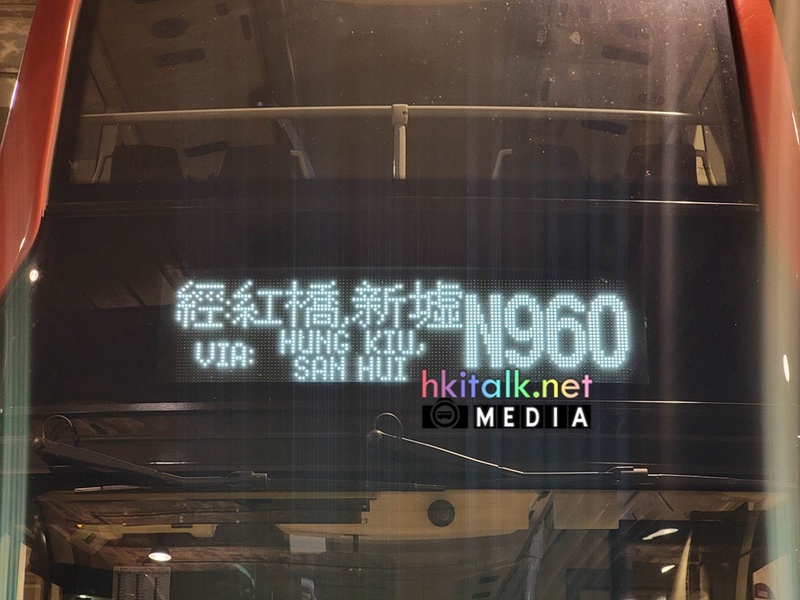 經紅橋,新墟 N960
VIA: HUNG KIU,
SAN HUI
hkitalk.net
MEDIA